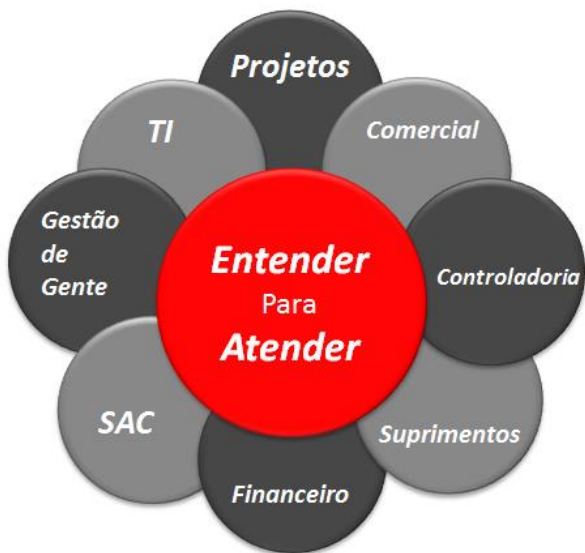 Projetos
TI
Comercial
Gestão
de
Gente
Entender
Para
Atender
Controladoria
SAC
Suprimentos
Financeiro